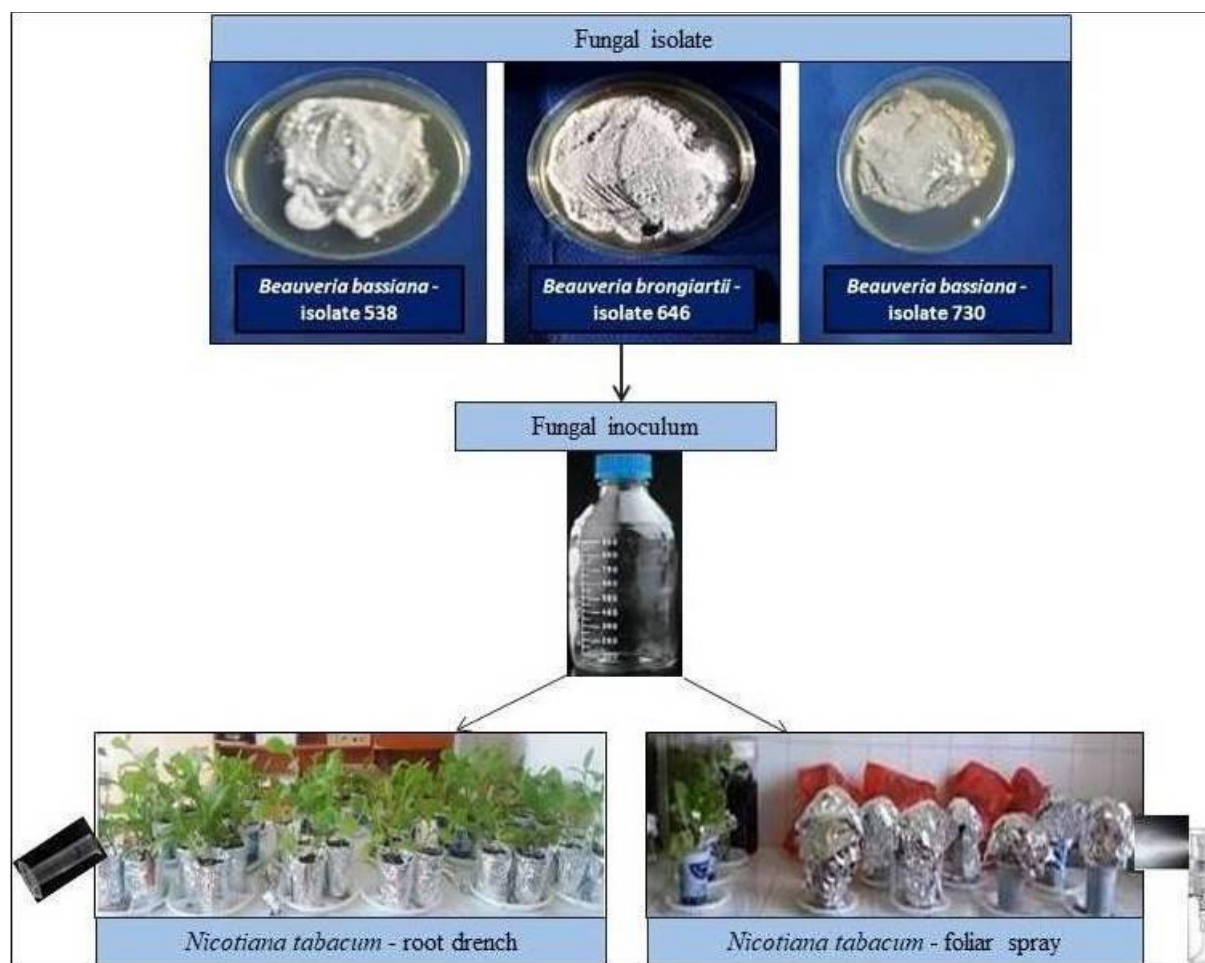 Fungal isolate
Beauveria bassiana -
isolate 538
Beauveria brongiartii -
isolate 646
Beauveria bassiana -
isolate 730
Fungal inoculum
Nicotiana tabacum - root drench
Nicotiana tabacum - foliar spray